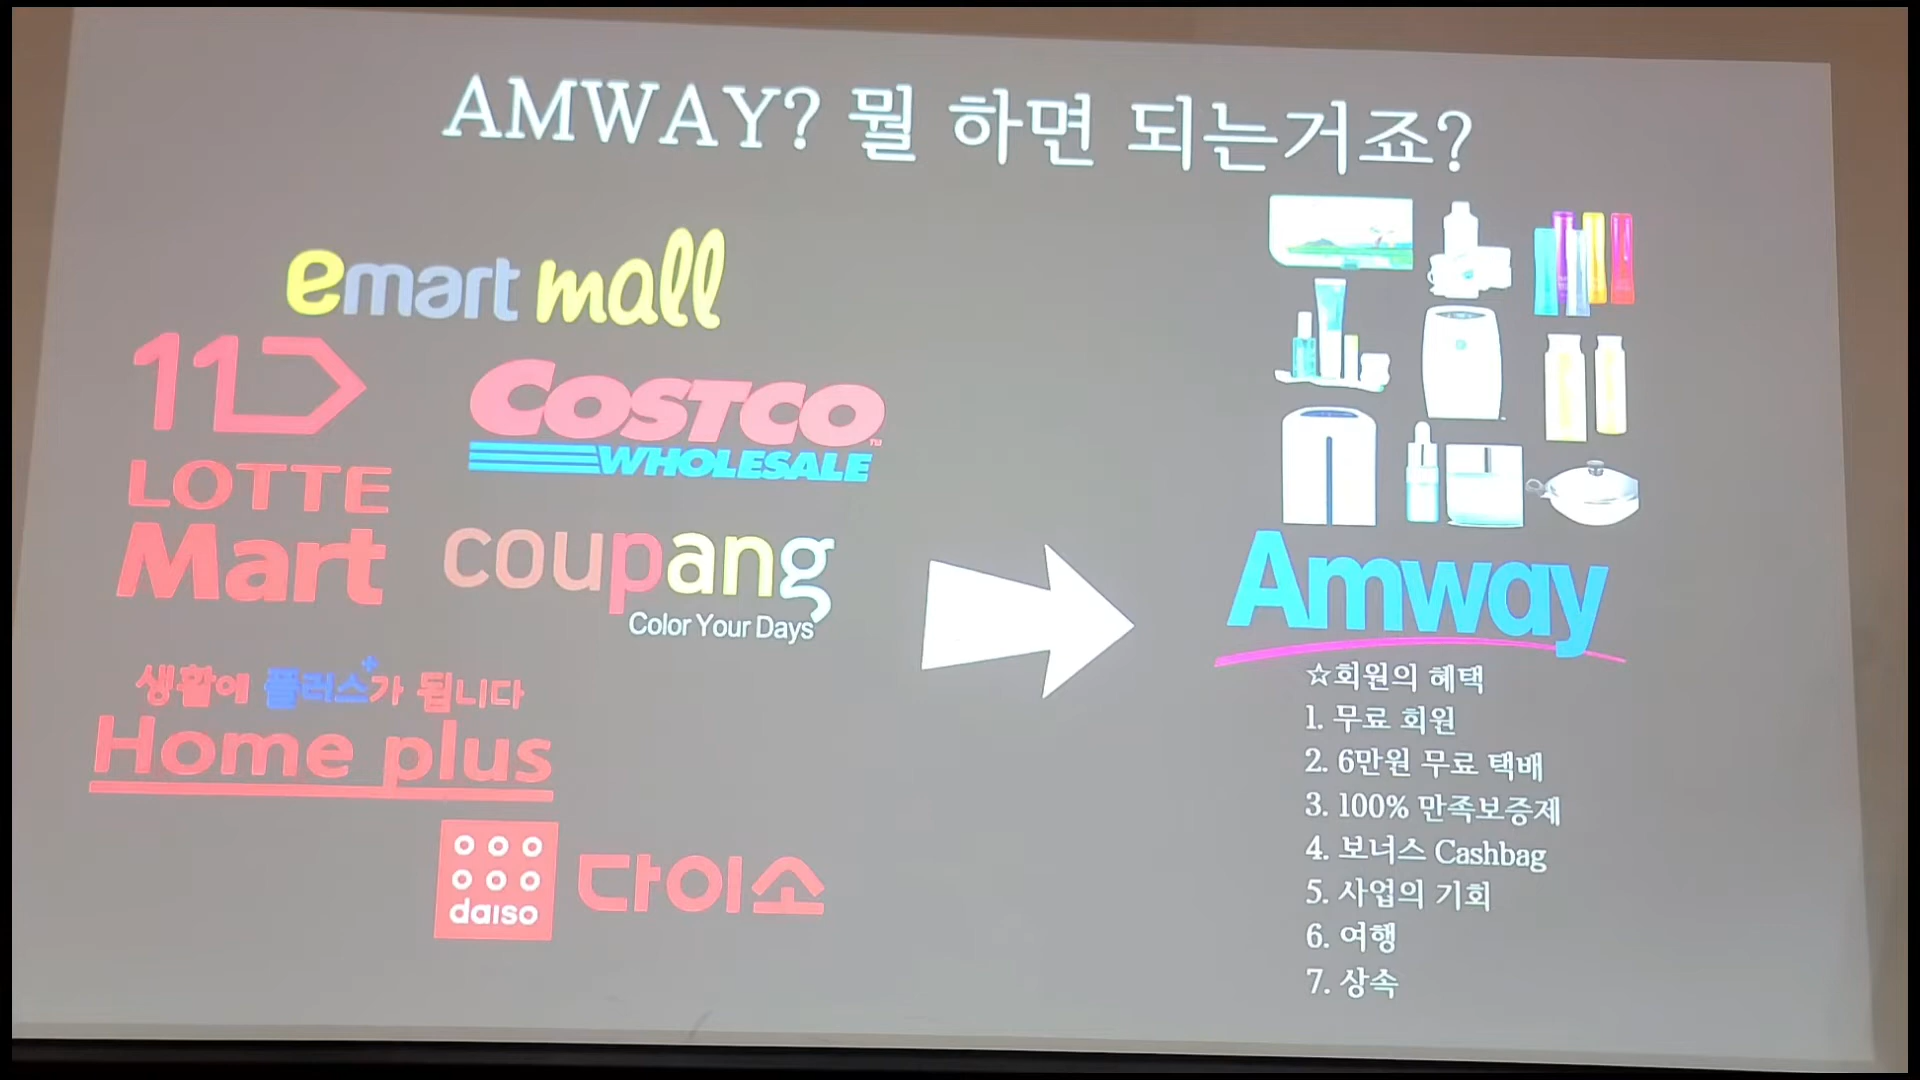 AMWAY? 뭘 하면 되는거죠?
emart mall
11
COSTCO
WHOLESALE
LOTTE
Mart
coupang
Color Your Days
생활에 플러스+가 됩니다
Home plus
daiso
다이소
Amway
☆회원의 혜택
1. 무료 회원
2. 6만원 무료 택배
3. 100% 만족보증제
4. 보너스 Cashbag
5. 사업의 기회
6. 여행
7. 상속